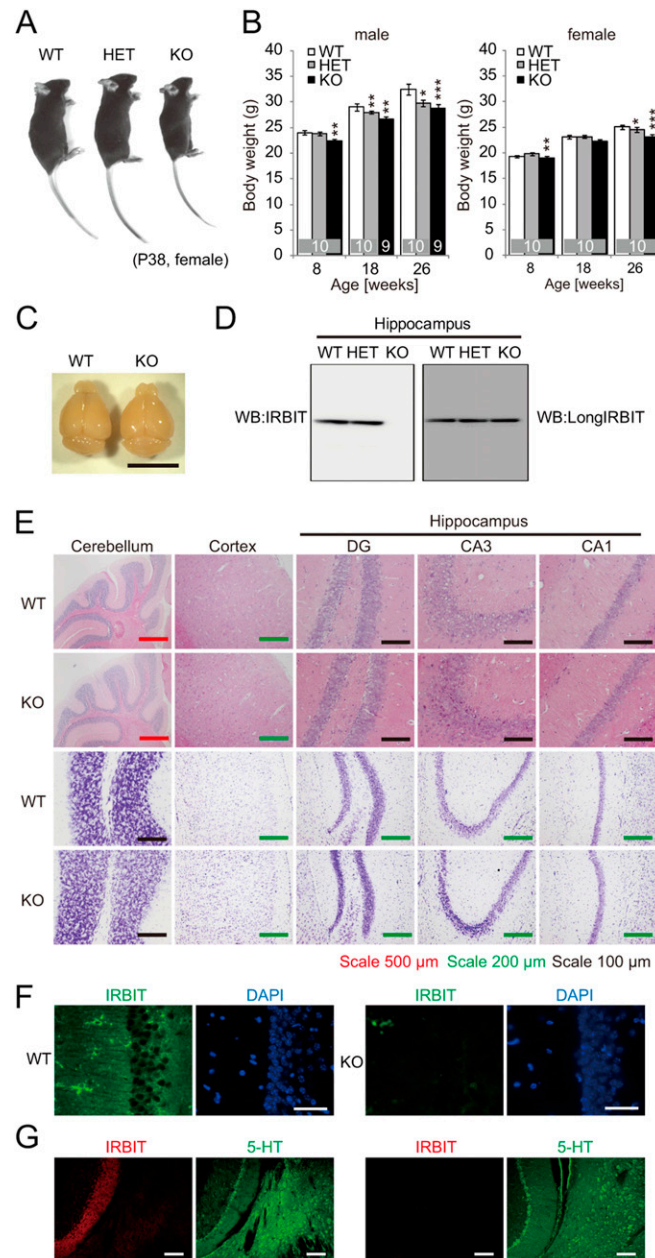 A
WT HET KO
(P38, female)
B
male
WT
HET
KO
Body weight (g)
40
35
30
25
20
15
10
5
0
**
** **
* ***
10 10 9 10 9
8 18 26
Age [weeks]
female
WT
HET
KO
Body weight (g)
40
35
30
25
20
15
10
5
0
**
* ***
10 10 10
8 18 26
Age [weeks]
C
WT KO
D
Hippocampus
WT HET KO WT HET KO
WB:IRBIT
WB:LongIRBIT
E
Hippocampus
Cerebellum Cortex DG CA3 CA1
WT
KO
WT
KO
Scale 500 µm Scale 200 µm Scale 100 µm
F
IRBIT DAPI IRBIT DAPI
WT KO
G
IRBIT 5-HT IRBIT 5-HT